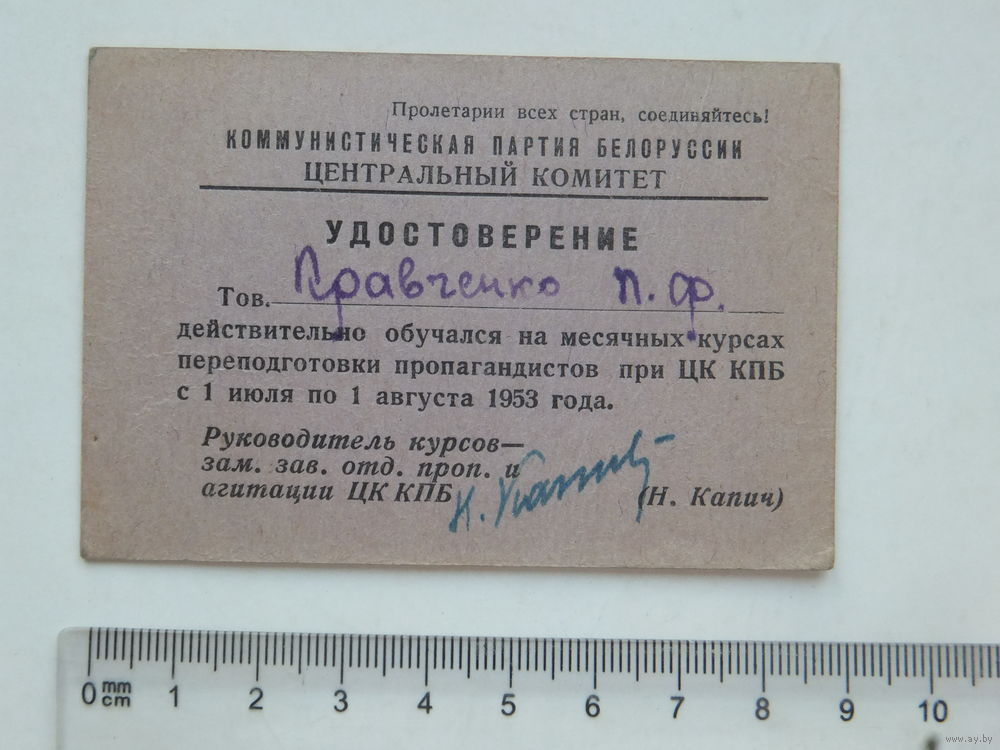 Пролетарии всех стран, соединяйтесь!
КОММУНИСТИЧЕСКАЯ ПАРТИЯ БЕЛОРУССИИ
ЦЕНТРАЛЬНЫЙ КОМИТЕТ
УДОСТОВЕРЕНИЕ
Тов. Кравченко П. Ф.
действительно обучался на месячных курсах
переподготовки пропагандистов при ЦК КПБ
с 1 июля по 1 августа 1953 года.
Руководитель курсов—
зам. зав. отд. проп. и
агитации ЦК КПБ Н. Капич (Н. Капич)
0 mm cm 1 2 3 4 5 6 7 8 9 10
www.ay.by